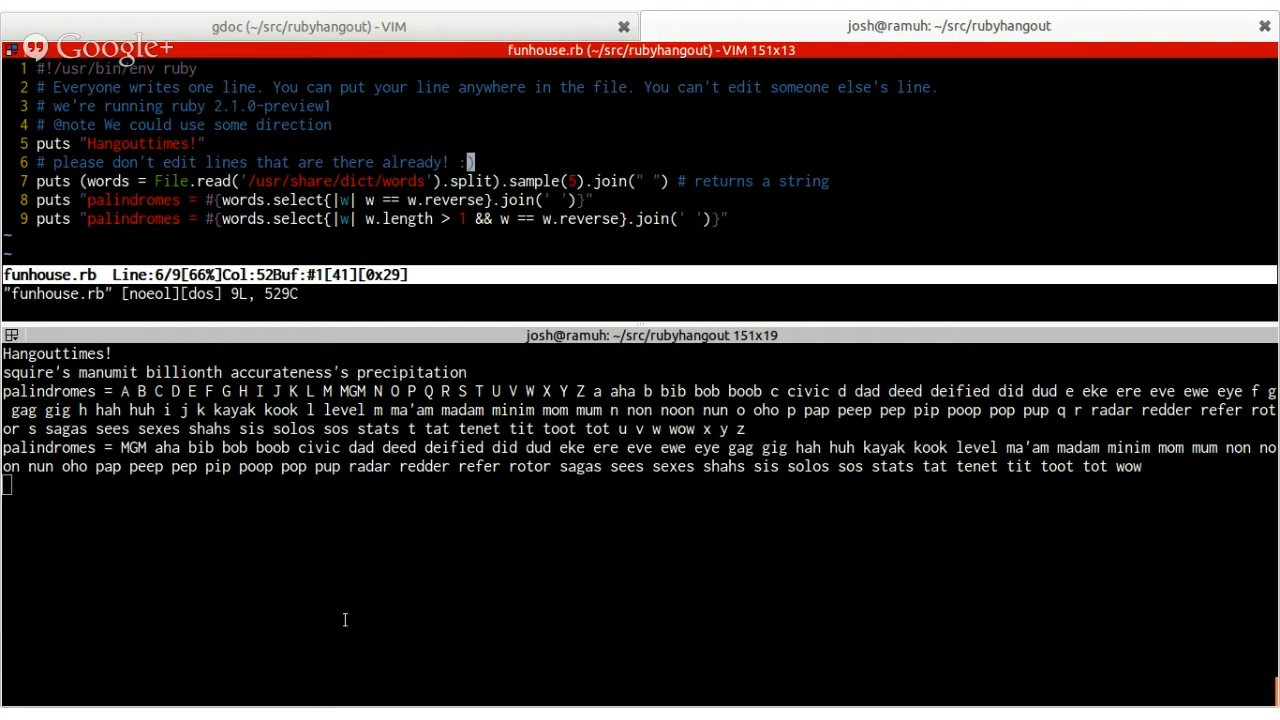 gdoc (~/src/rubyhangout) - VIM
josh@ramuh: ~/src/rubyhangout
Google+
funhouse.rb (~/src/rubyhangout) - VIM 151x13
1 #!/usr/bin/env ruby
2 # Everyone writes one line. You can put your line anywhere in the file. You can't edit someone else's line.
3 # we're running ruby 2.1.0-preview1
4 # @note We could use some direction
5 puts "Hangouttimes!"
6 # please don't edit lines that are there already! :)
7 puts (words = File.read('/usr/share/dict/words').split).sample(5).join(" ") # returns a string
8 puts "palindromes = #{words.select{|w| w == w.reverse}.join(' ')}"
9 puts "palindromes = #{words.select{|w| w.length > 1 && w == w.reverse}.join(' ')}"
~
~
funhouse.rb  Line:6/9[66%]Col:52Buf:#1[41][0x29]
"funhouse.rb" [noeol][dos] 9L, 529C
josh@ramuh: ~/src/rubyhangout 151x19
Hangouttimes!
squire's manumit billionth accurateness's precipitation
palindromes = A B C D E F G H I J K L M MGM N O P Q R S T U V W X Y Z a aha b bib bob boob c civic d dad deed deified did dud e eke ere eve ewe eye f g
gag gig h hah huh i j k kayak kook l level m ma'am madam minim mom mum n non noon nun o oho p pap peep pep pip poop pop pup q r radar redder refer rot
or s sagas sees sexes shahs sis solos sos stats t tat tenet tit toot tot u v w wow x y z
palindromes = MGM aha bib bob boob civic dad deed deified did dud eke ere eve ewe eye gag gig hah huh kayak kook level ma'am madam minim mom mum non no
on nun oho pap peep pep pip poop pop pup radar redder refer rotor sagas sees sexes shahs sis solos sos stats tat tenet tit toot tot wow